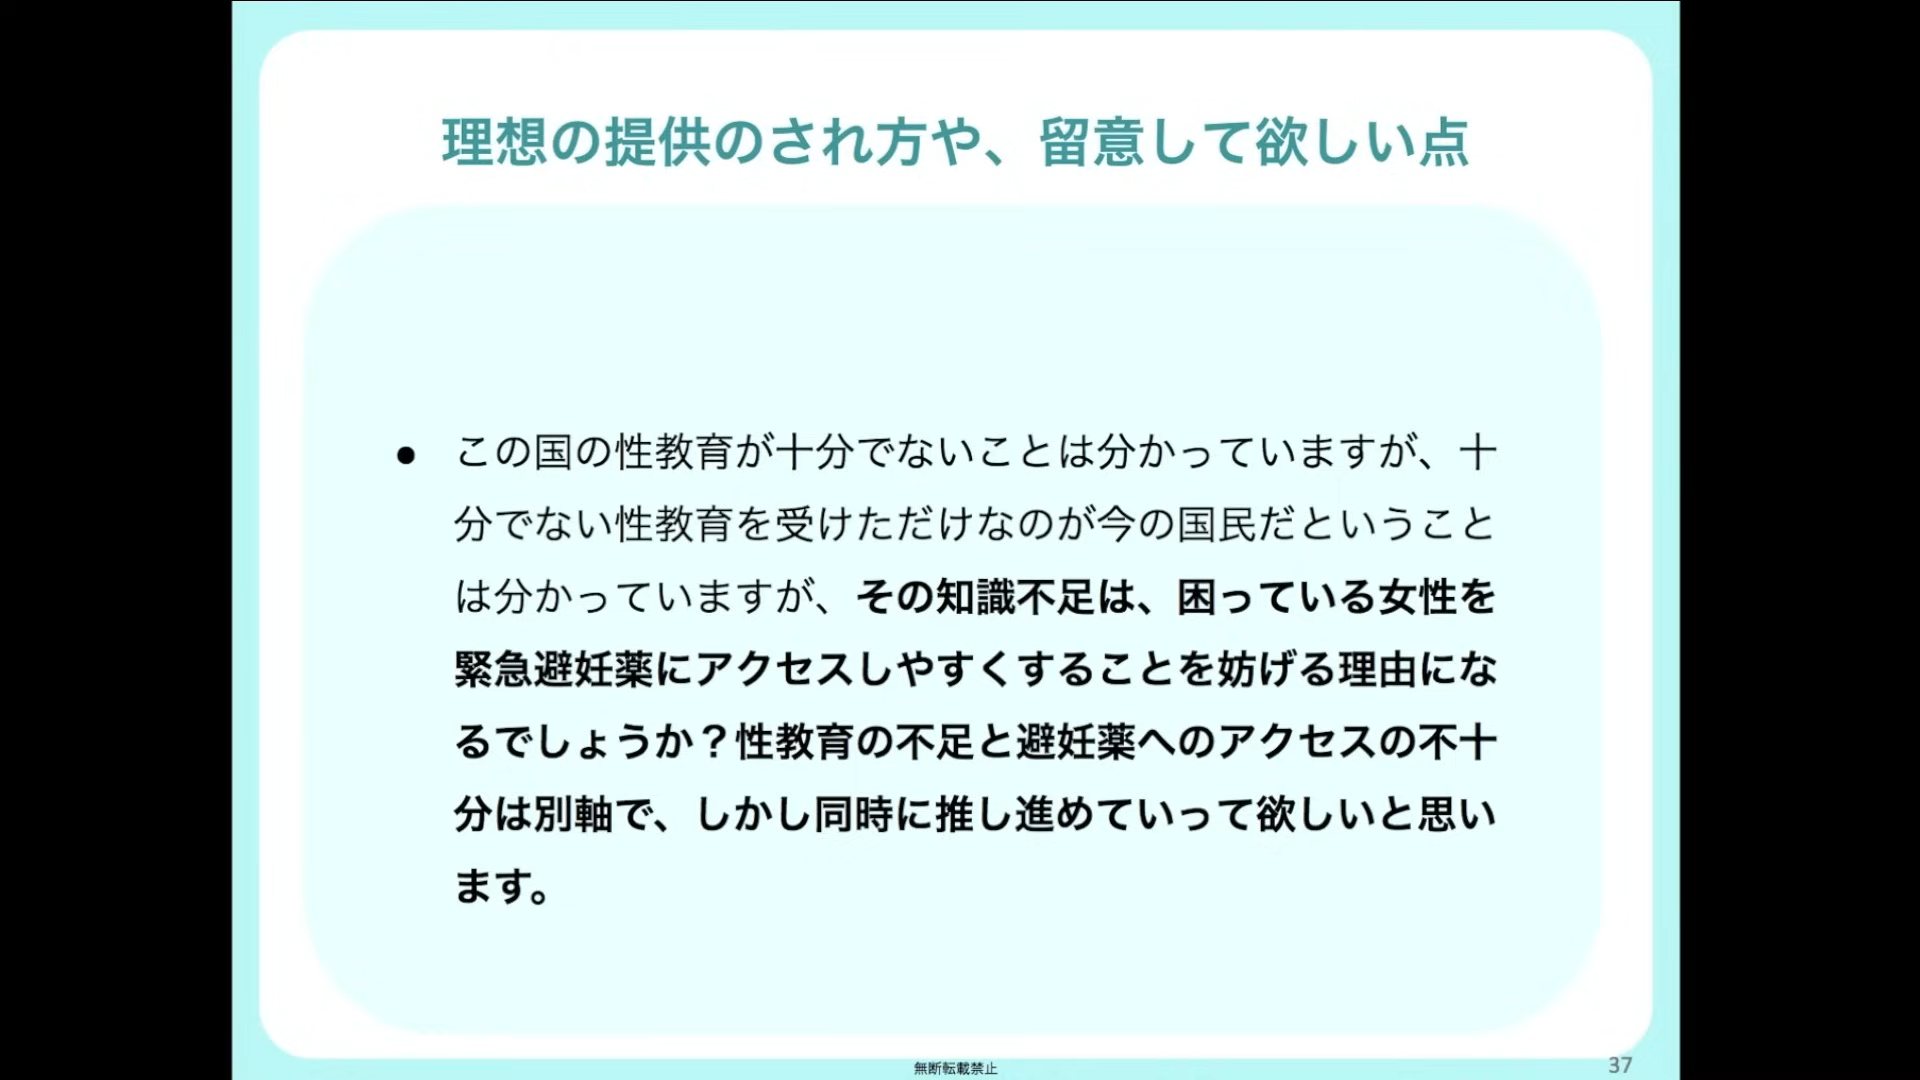 理想の提供のされ方や、留意して欲しい点
● この国の性教育が十分でないことは分かっていますが、十
分でない性教育を受けただけなのが今の国民だということ
は分かっていますが、その知識不足は、困っている女性を
緊急避妊薬にアクセスしやすくすることを妨げる理由にな
るでしょうか？性教育の不足と避妊薬へのアクセスの不十
分は別軸で、しかし同時に推し進めていって欲しいと思い
ます。
無断転載禁止
37